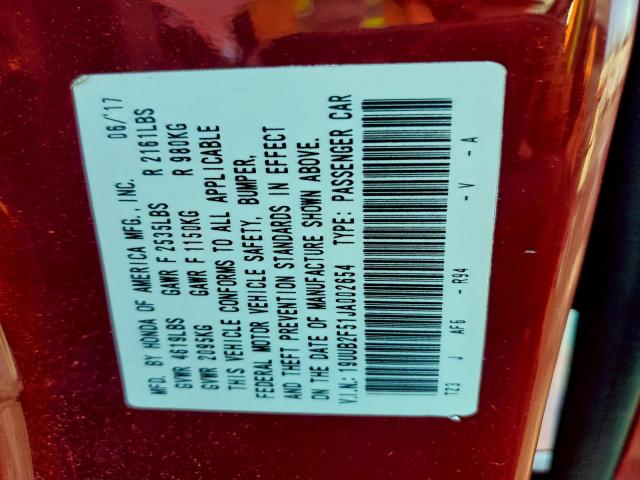 MFD. BY HONDA OF AMERICA MFG. INC. 06/'17
GVWR 4619LBS GAWR F 2535LBS R 2161LBS
GVWR 2095KG GAWR F 1150KG R 980KG
THIS VEHICLE CONFORMS TO ALL APPLICABLE
FEDERAL MOTOR VEHICLE SAFETY, BUMPER,
AND THEFT PREVENTION STANDARDS IN EFFECT
ON THE DATE OF MANUFACTURE SHOWN ABOVE.
V.I.N.: 19UUB2F51JA002654 TYPE: PASSENGER CAR
TZ3 J AF6 - R94 - V - A